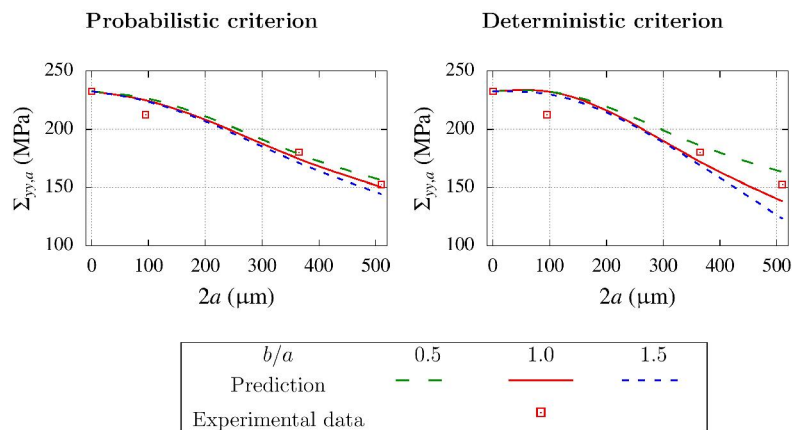 Probabilistic criterion
Deterministic criterion
250
200
150
100
Σyy,a (MPa)
0 100 200 300 400 500
2a (μm)
250
200
150
100
Σyy,a (MPa)
0 100 200 300 400 500
2a (μm)
b/a 0.5 1.0 1.5
Prediction
Experimental data